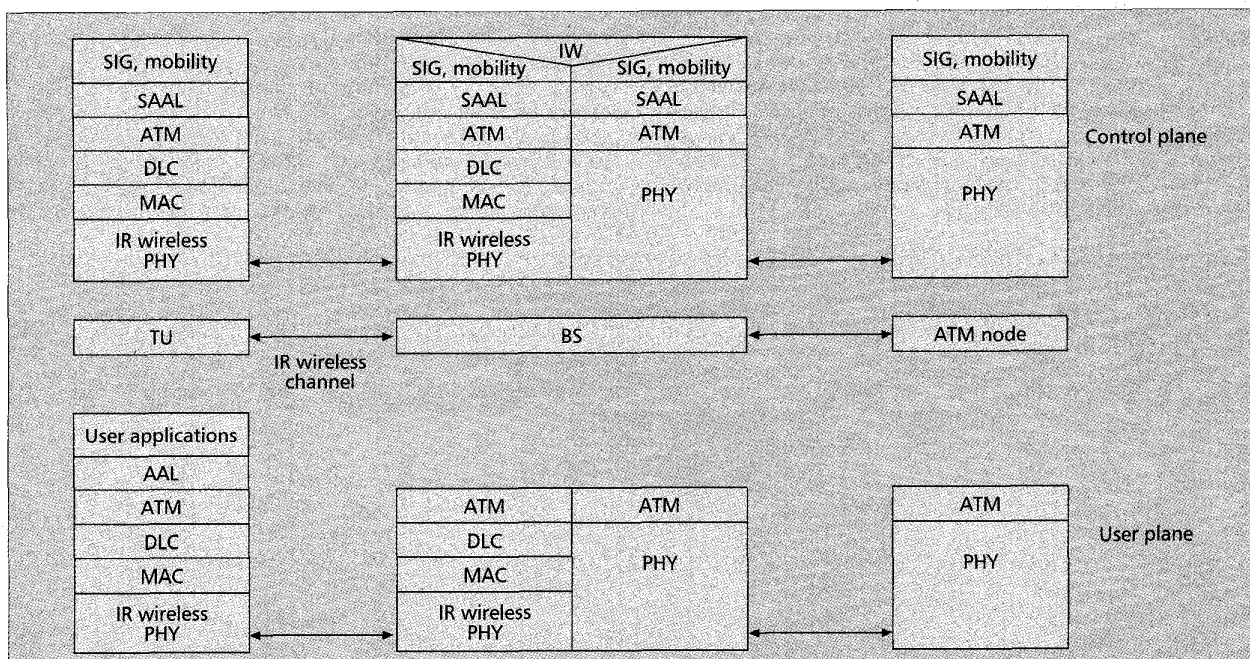 SIG, mobility
SAAL
ATM
DLC
MAC
IR wireless
PHY
IW
SIG, mobility
SIG, mobility
SAAL
SAAL
ATM
ATM
DLC
MAC
PHY
IR wireless
PHY
SIG, mobility
SAAL
ATM
PHY
Control plane
TU
IR wireless
channel
BS
ATM node
User applications
AAL
ATM
DLC
MAC
IR wireless
PHY
ATM
ATM
DLC
MAC
PHY
IR wireless
PHY
ATM
PHY
User plane